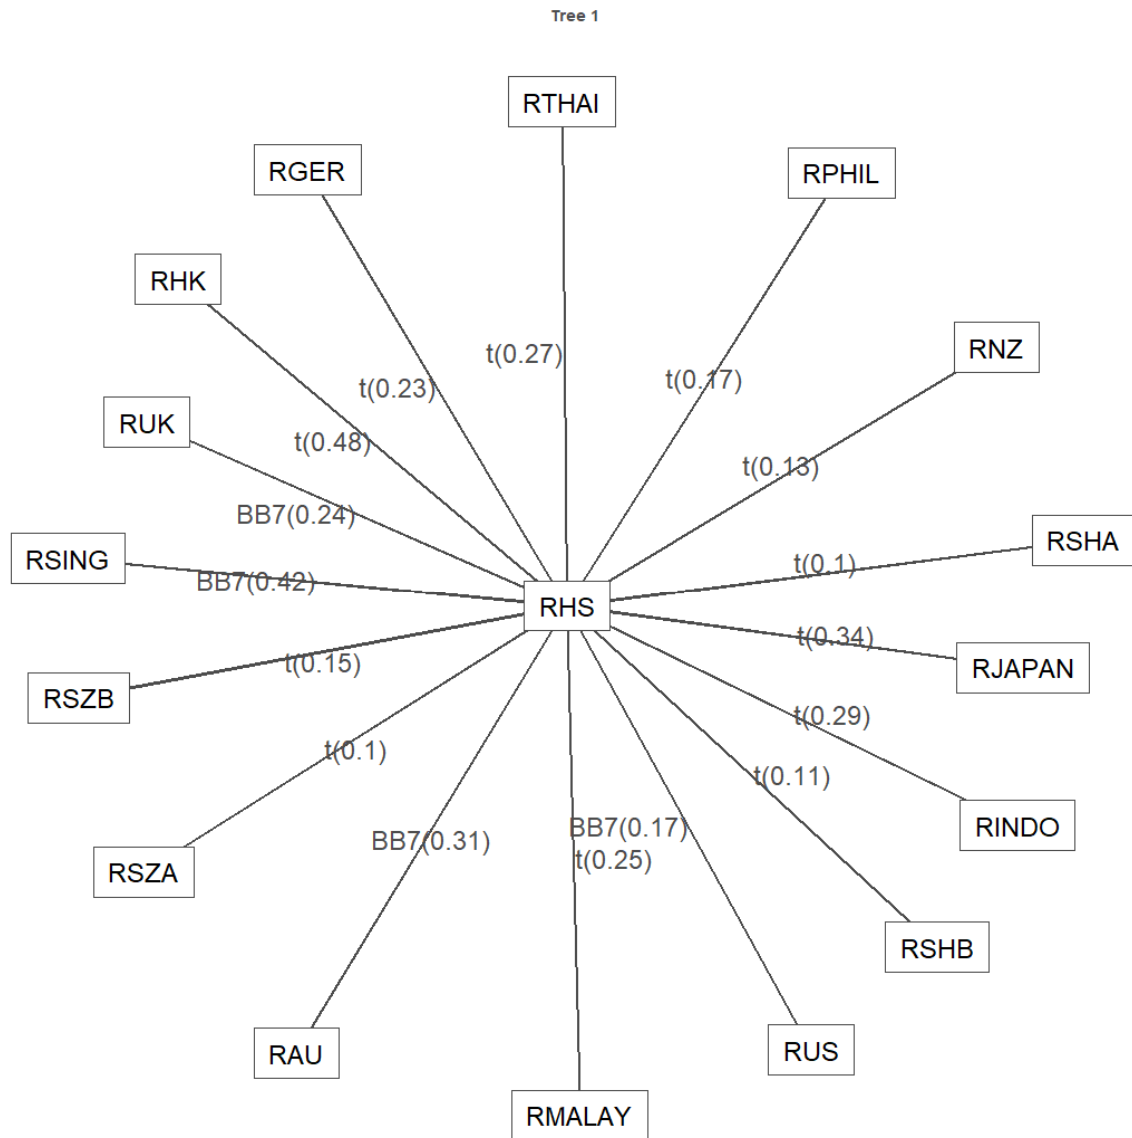 Tree 1
RTHAI
RGER
RPHIL
RHK
RNZ
t(0.27)
t(0.23)
t(0.17)
RUK
t(0.48)
t(0.13)
BB7(0.24)
RSING
RSHA
BB7(0.42)
t(0.1)
RHS
t(0.34)
t(0.15)
RJAPAN
RSZB
t(0.29)
t(0.1)
t(0.11)
BB7(0.17)
RINDO
BB7(0.31)
t(0.25)
RSZA
RSHB
RAU
RUS
RMALAY